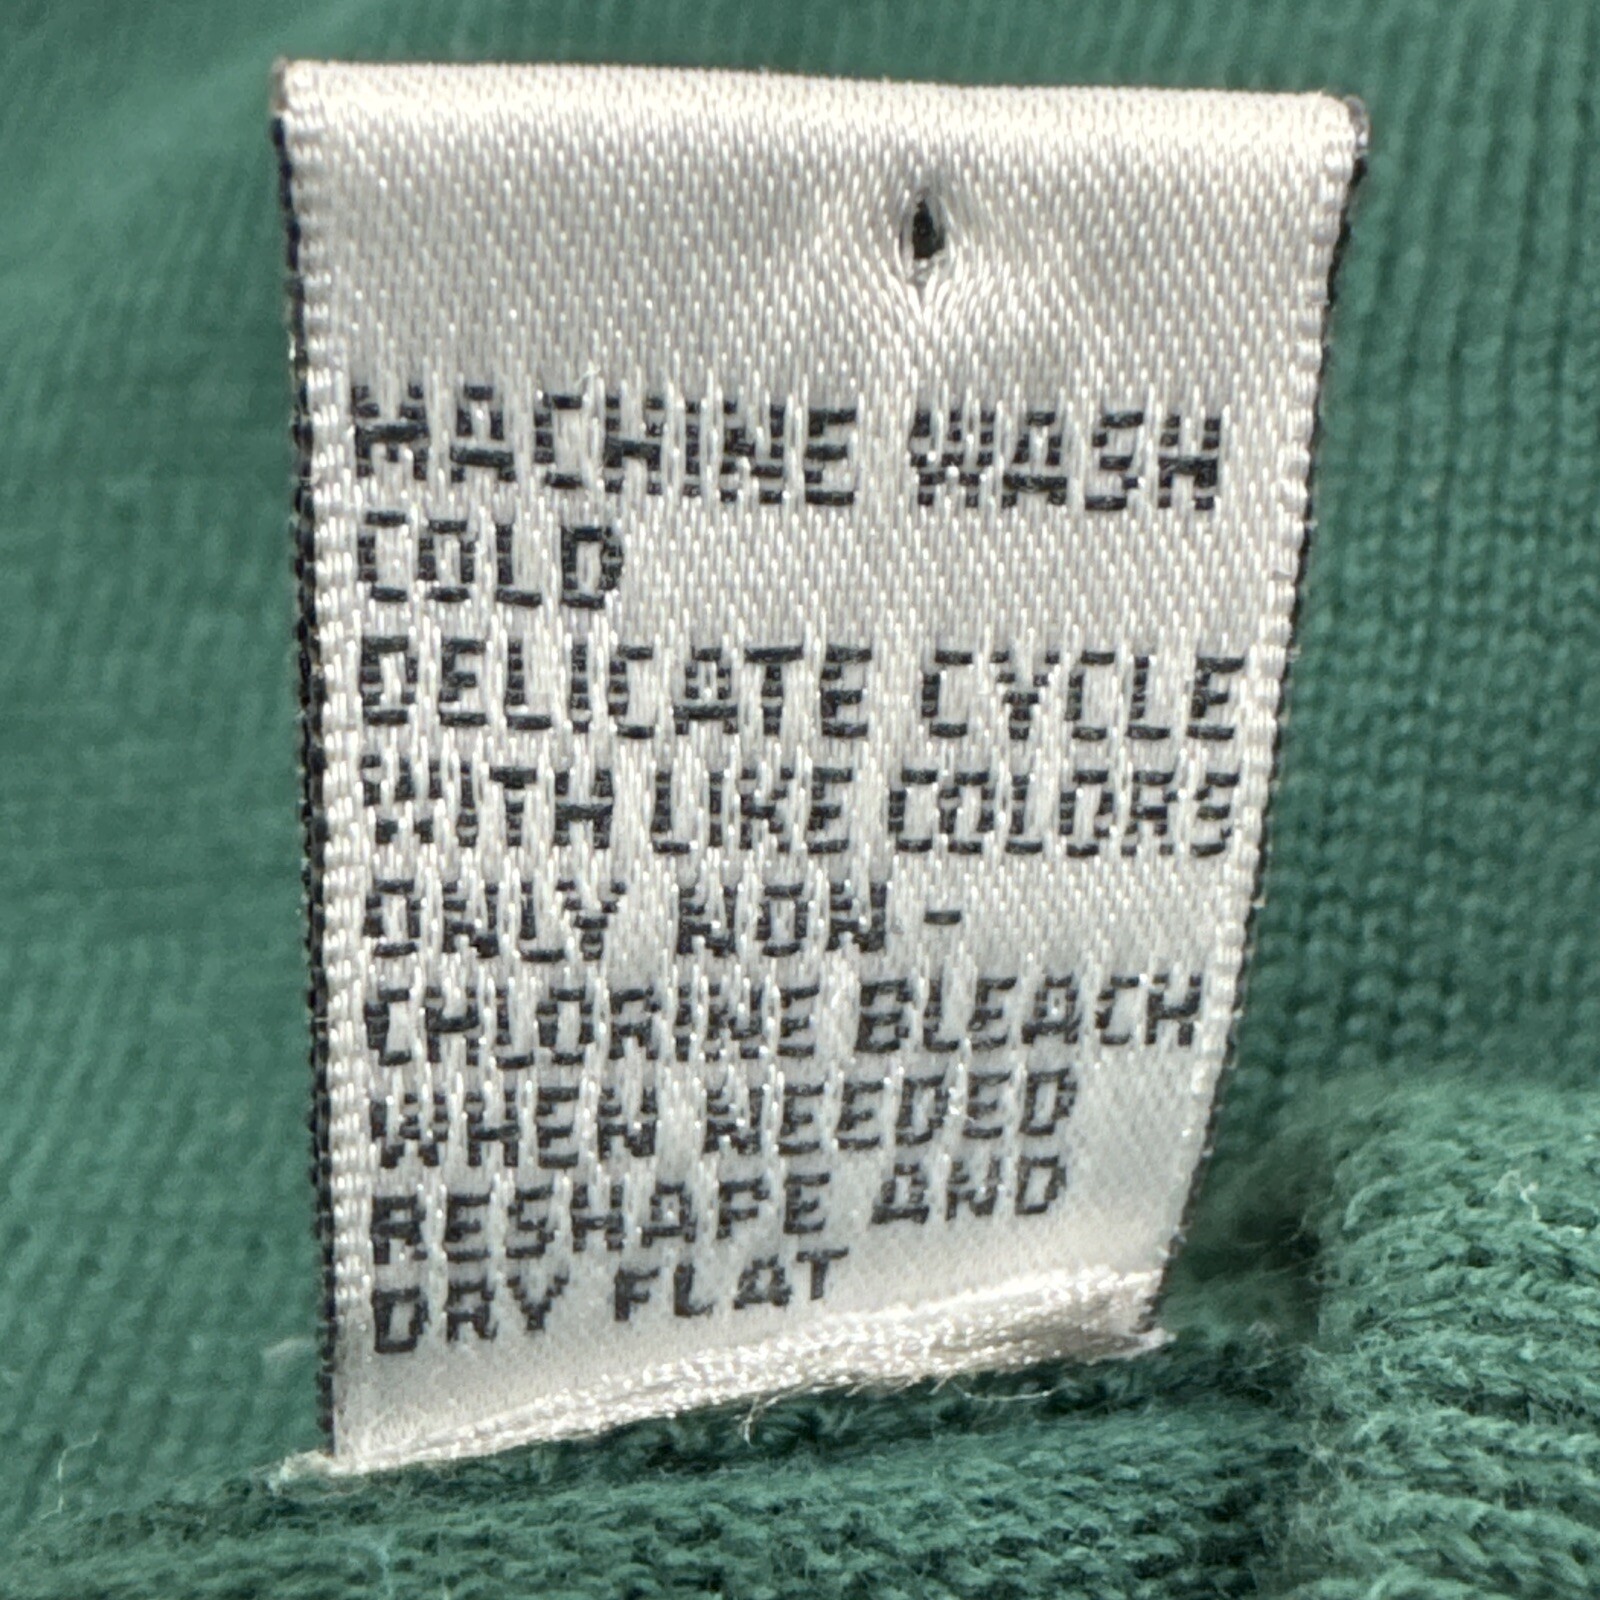 MACHINE WASH
COLD
DELICATE CYCLE
WITH LIKE COLORS
ONLY NON -
CHLORINE BLEACH
WHEN NEEDED
RESHAPE AND
DRY FLAT